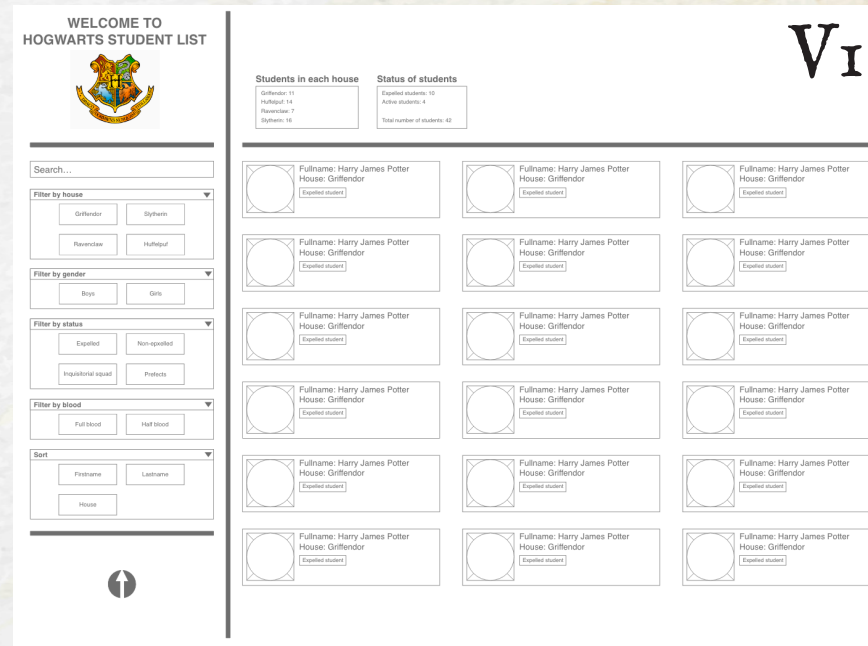 WELCOME TO
HOGWARTS STUDENT LIST
Search...
Filter by house
Griffendor Slytherin
Ravenclaw Huffelpuf
Filter by gender
Boys Girls
Filter by status
Expelled Non-epxelled
Inquisitorial squad Prefects
Filter by blood
Full blood Half blood
Sort
Firstname Lastname
House
VI
Students in each house Status of students
Griffendor: 11
Huffelpuf: 14
Ravenclaw: 7
Slytherin: 16
Expelled students: 10
Active students: 4
Total number of students: 42
Fullname: Harry James Potter Fullname: Harry James Potter Fullname: Harry James Potter
House: Griffendor House: Griffendor House: Griffendor
Expelled student Expelled student Expelled student
Fullname: Harry James Potter Fullname: Harry James Potter Fullname: Harry James Potter
House: Griffendor House: Griffendor House: Griffendor
Expelled student Expelled student Expelled student
Fullname: Harry James Potter Fullname: Harry James Potter Fullname: Harry James Potter
House: Griffendor House: Griffendor House: Griffendor
Expelled student Expelled student Expelled student
Fullname: Harry James Potter Fullname: Harry James Potter Fullname: Harry James Potter
House: Griffendor House: Griffendor House: Griffendor
Expelled student Expelled student Expelled student
Fullname: Harry James Potter Fullname: Harry James Potter Fullname: Harry James Potter
House: Griffendor House: Griffendor House: Griffendor
Expelled student Expelled student Expelled student
Fullname: Harry James Potter Fullname: Harry James Potter Fullname: Harry James Potter
House: Griffendor House: Griffendor House: Griffendor
Expelled student Expelled student Expelled student